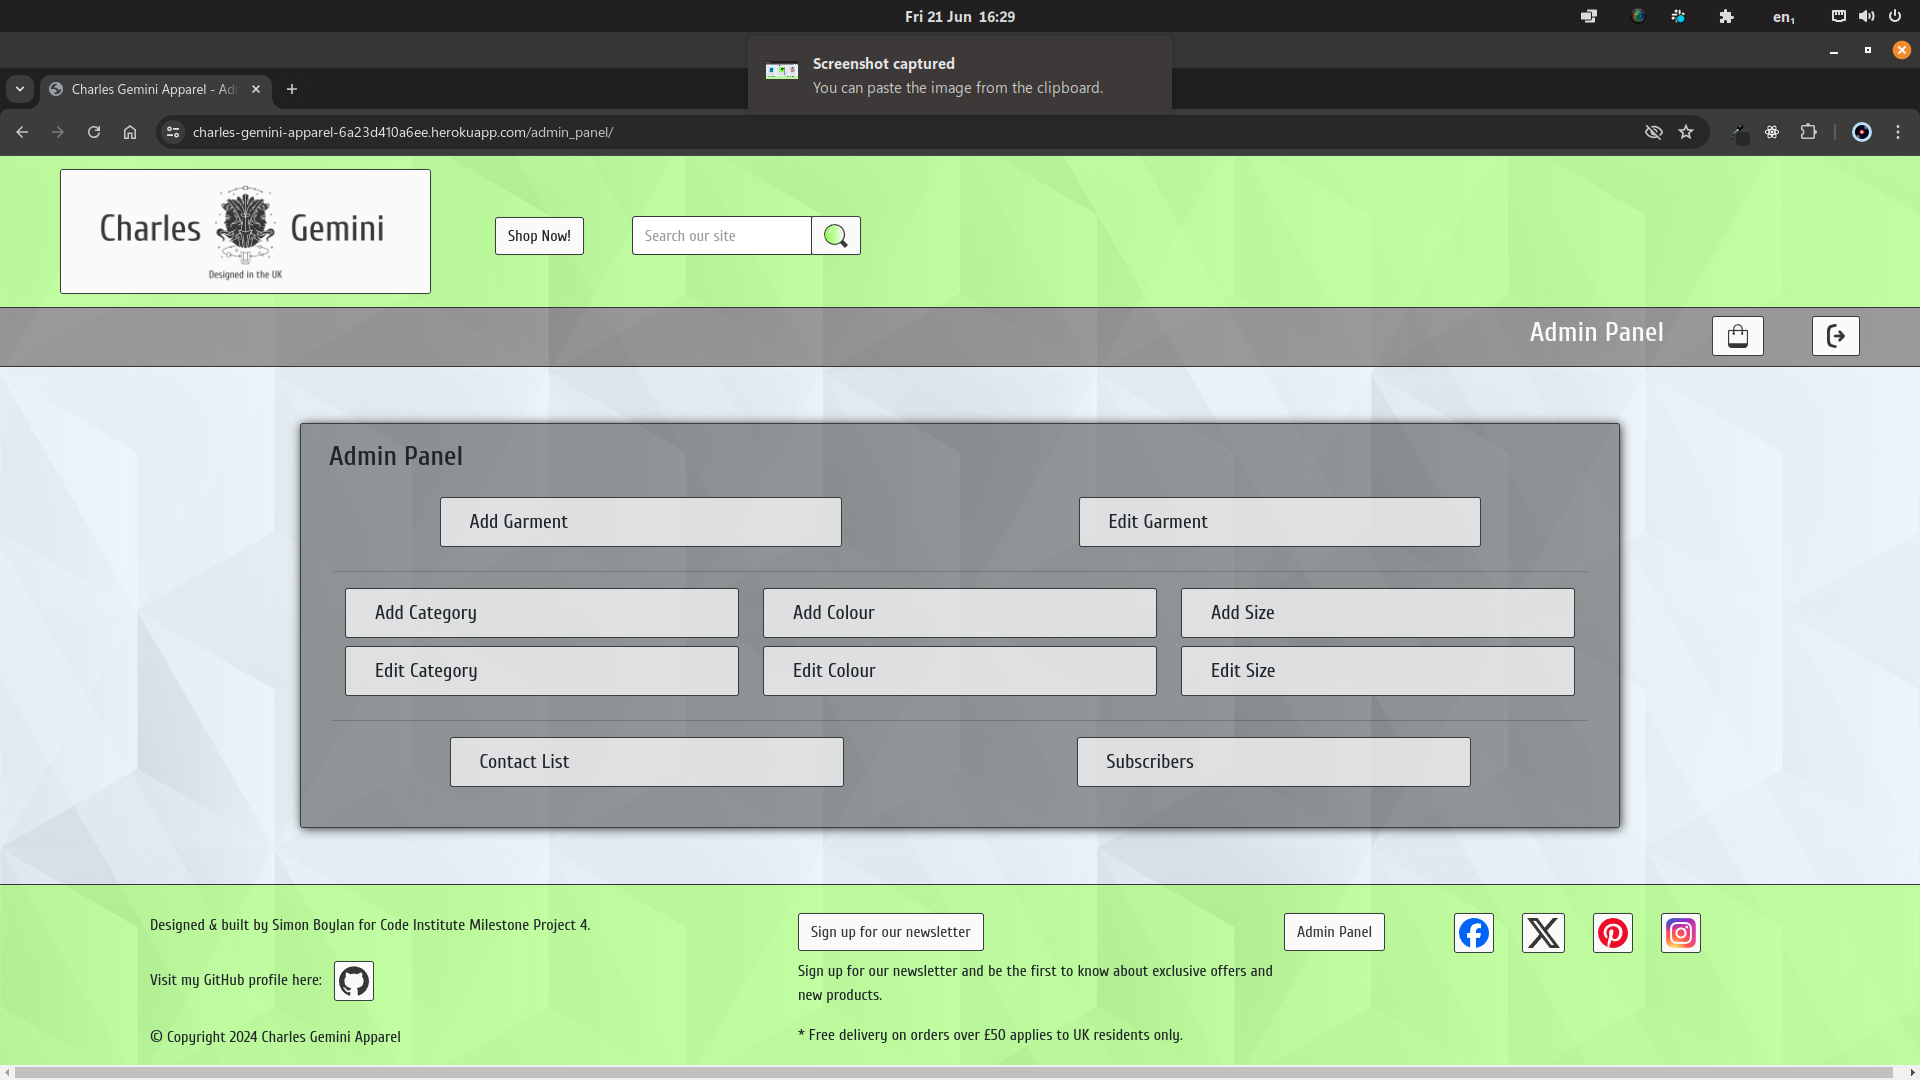 Fri 21 Jun 16:29
en1
Screenshot captured
You can paste the image from the clipboard.
Charles Gemini Apparel - Ad
charles-gemini-apparel-6a23d410a6ee.herokuapp.com/admin_panel/
Charles Gemini
Designed in the UK
Shop Now!
Search our site
Admin Panel
Admin Panel
Add Garment
Edit Garment
Add Category
Add Colour
Add Size
Edit Category
Edit Colour
Edit Size
Contact List
Subscribers
Designed & built by Simon Boylan for Code Institute Milestone Project 4.
Visit my GitHub profile here:
© Copyright 2024 Charles Gemini Apparel
Sign up for our newsletter
Sign up for our newsletter and be the first to know about exclusive offers and
new products.
* Free delivery on orders over £50 applies to UK residents only.
Admin Panel